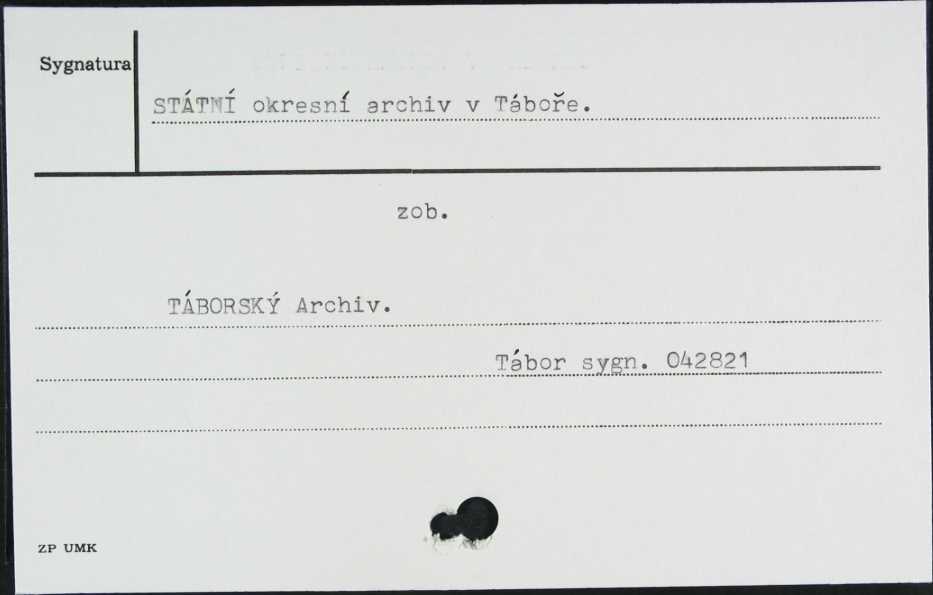 Sygnatura
STÁTNÍ okresní archiv v Táboře.
zob.
TÁBORSKÝ Archiv.
Tábor sygn. 042821
ZP UMK